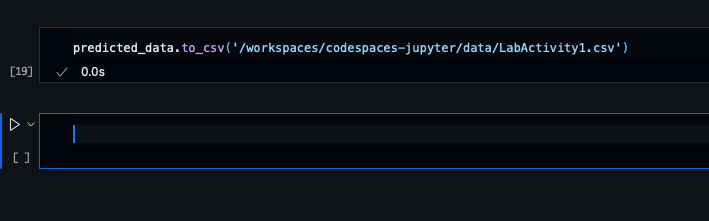 predicted_data.to_csv('/workspaces/codespaces-jupyter/data/LabActivity1.csv')
[19]
0.0s
[ ]